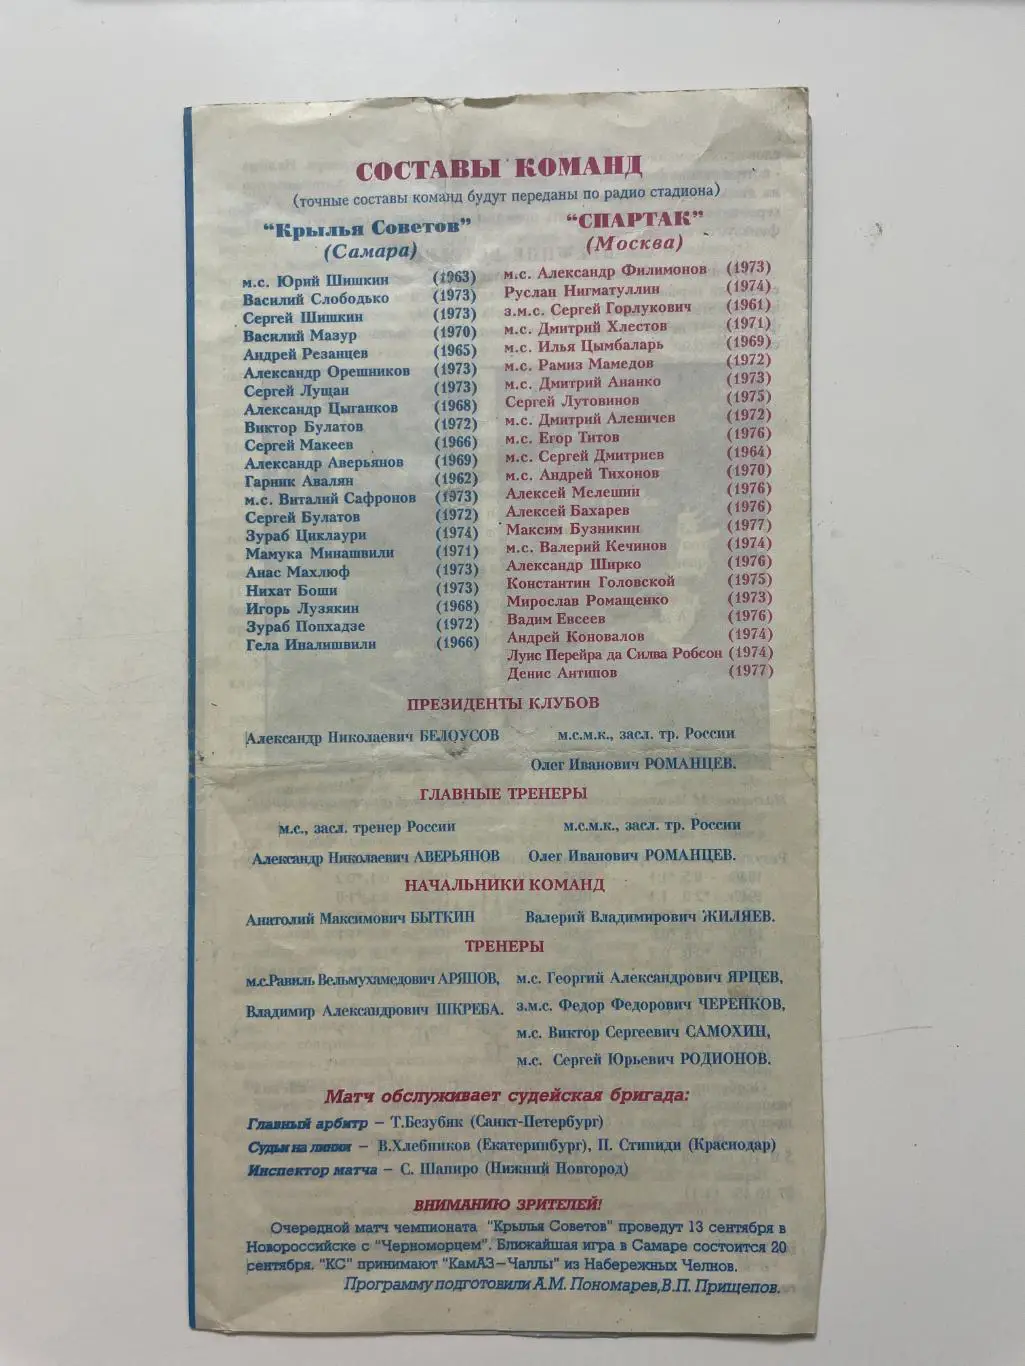 СОСТАВЫ КОМАНД
(точные составы команд будут переданы по радио стадиона)
"Крылья Советов"
(Самара)
м.с. Юрий Шишкин (1963)
Василий Слободько (1973)
Сергей Шишкин (1973)
Василий Мазур (1970)
Андрей Резанцев (1965)
Александр Орешников (1973)
Сергей Лущан (1973)
Александр Цыганков (1968)
Виктор Булатов (1972)
Сергей Макеев (1966)
Александр Аверьянов (1969)
Гарник Авалян (1962)
м.с. Виталий Сафронов (1973)
Сергей Булатов (1972)
Зураб Циклаури (1974)
Мамука Минашвили (1971)
Анас Махлюф (1973)
Нихат Боши (1973)
Игорь Лузякин (1968)
Зураб Попхадзе (1972)
Гела Иналишвили (1966)
"СПАРТАК"
(Москва)
м.с. Александр Филимонов (1973)
Руслан Нигматуллин (1974)
з.м.с. Сергей Горлукович (1961)
м.с. Дмитрий Хлестов (1971)
м.с. Илья Цымбаларь (1969)
м.с. Рамиз Мамедов (1972)
м.с. Дмитрий Ананко (1973)
Сергей Лутовинов (1975)
м.с. Дмитрий Аленичев (1972)
м.с. Егор Титов (1976)
м.с. Сергей Дмитриев (1964)
м.с. Андрей Тихонов (1970)
Алексей Мелешин (1976)
Алексей Бахарев (1976)
Максим Бузникин (1977)
м.с. Валерий Кечинов (1974)
Александр Ширко (1976)
Константин Головской (1975)
Мирослав Ромащенко (1973)
Вадим Евсеев (1976)
Андрей Коновалов (1974)
Луис Перейра да Силва Робсон (1974)
Денис Антипов (1977)
ПРЕЗИДЕНТЫ КЛУБОВ
Александр Николаевич БЕЛОУСОВ м.с.м.к., засл. тр. России
Олег Иванович РОМАНЦЕВ.
ГЛАВНЫЕ ТРЕНЕРЫ
м.с., засл. тренер России м.с.м.к., засл. тр. России
Александр Николаевич АВЕРЬЯНОВ Олег Иванович РОМАНЦЕВ.
НАЧАЛЬНИКИ КОМАНД
Анатолий Максимович БЫТКИН Валерий Владимирович ЖИЛЯЕВ.
ТРЕНЕРЫ
м.с.Равиль Вельмухамедович АРЯПОВ, м.с. Георгий Александрович ЯРЦЕВ,
Владимир Александрович ШКРЕБА. з.м.с. Федор Федорович ЧЕРЕНКОВ,
м.с. Виктор Сергеевич САМОХИН,
м.с. Сергей Юрьевич РОДИОНОВ.
Матч обслуживает судейская бригада:
Главный арбитр – Т.Безубяк (Санкт-Петербург)
Судьи на линии – В.Хлебников (Екатеринбург), П. Стипиди (Краснодар)
Инспектор матча – С. Шапиро (Нижний Новгород)
ВНИМАНИЮ ЗРИТЕЛЕЙ!
Очередной матч чемпионата "Крылья Советов" проведут 13 сентября в
Новороссийске с "Черноморцем". Ближайшая игра в Самаре состоится 20
сентября. "КС" принимают "КамАЗ-Чаллы" из Набережных Челнов.
Программу подготовили А.М. Пономарев,В.П. Прищепов.